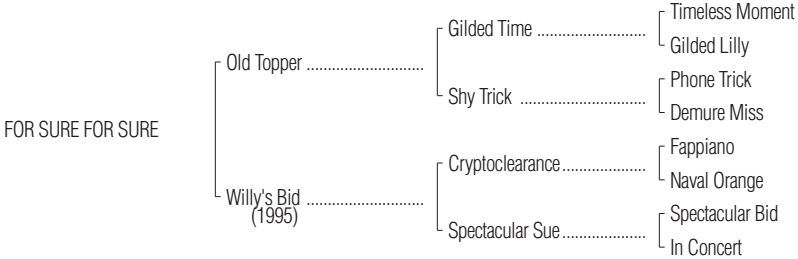 Timeless Moment
Gilded Time ..........................
Gilded Lilly
Old Topper ............................
Phone Trick
Shy Trick ..............................
Demure Miss
FOR SURE FOR SURE
Fappiano
Cryptoclearance....................
Naval Orange
Willy's Bid ............................
(1995)
Spectacular Bid
Spectacular Sue....................
In Concert